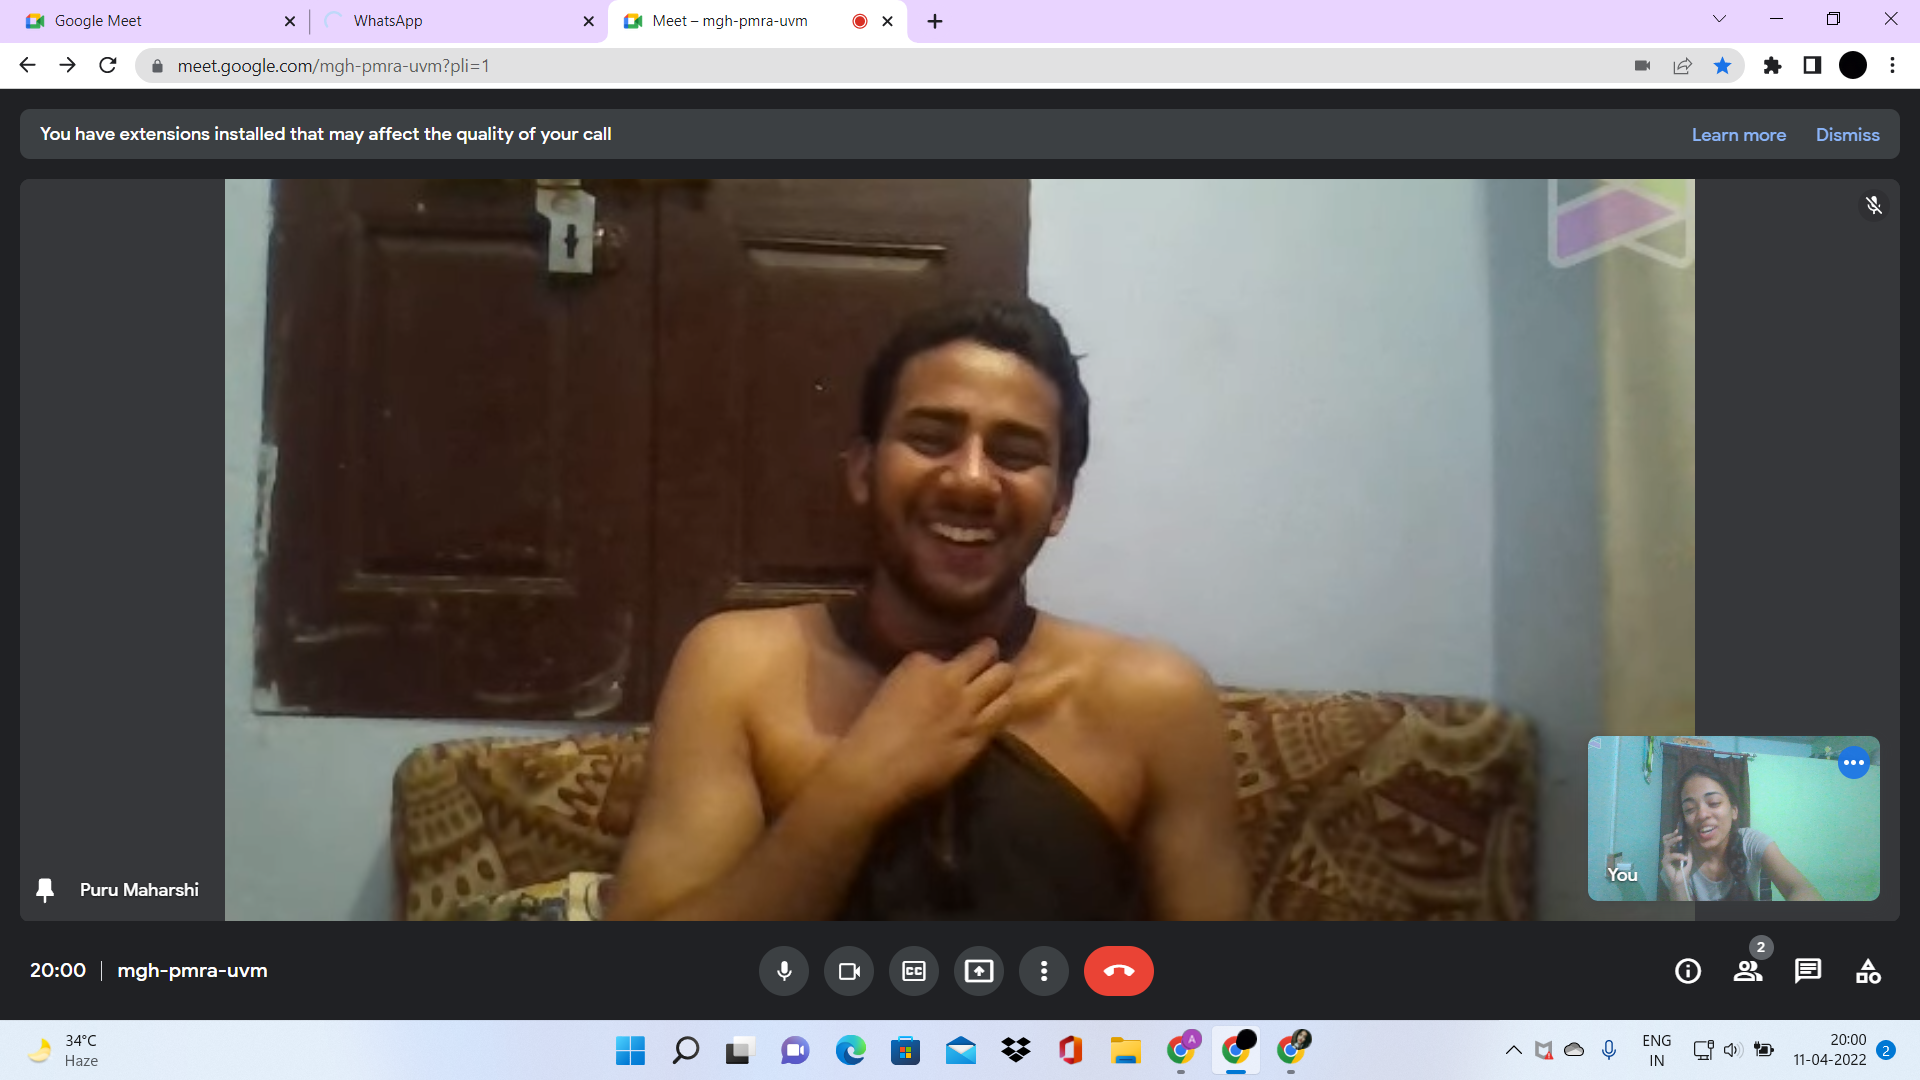 Google Meet
WhatsApp
Meet – mgh-pmra-uvm
meet.google.com/mgh-pmra-uvm?pli=1
You have extensions installed that may affect the quality of your call
Learn more
Dismiss
You
Puru Maharshi
20:00 | mgh-pmra-uvm
CC
2
34°C
Haze
A
ENG
IN
20:00
11-04-2022
2